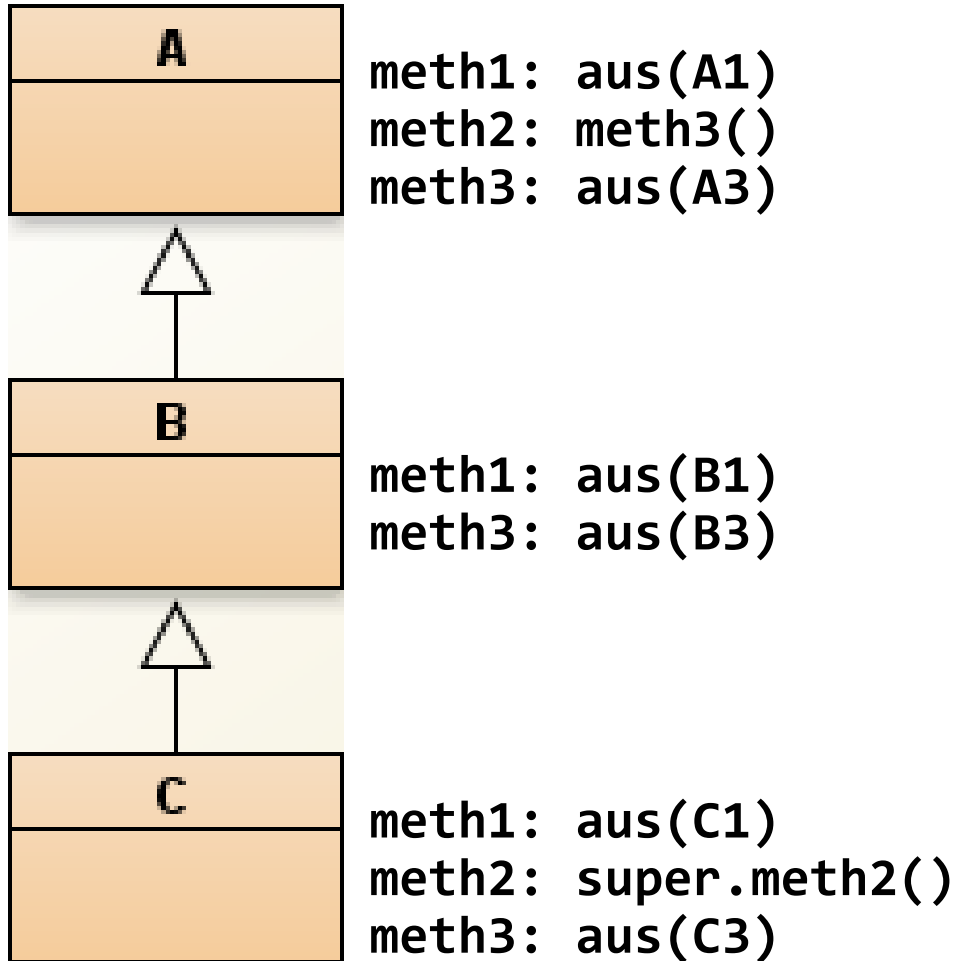 A
meth1: aus(A1)
meth2: meth3()
meth3: aus(A3)
B
meth1: aus(B1)
meth3: aus(B3)
C
meth1: aus(C1)
meth2: super.meth2()
meth3: aus(C3)